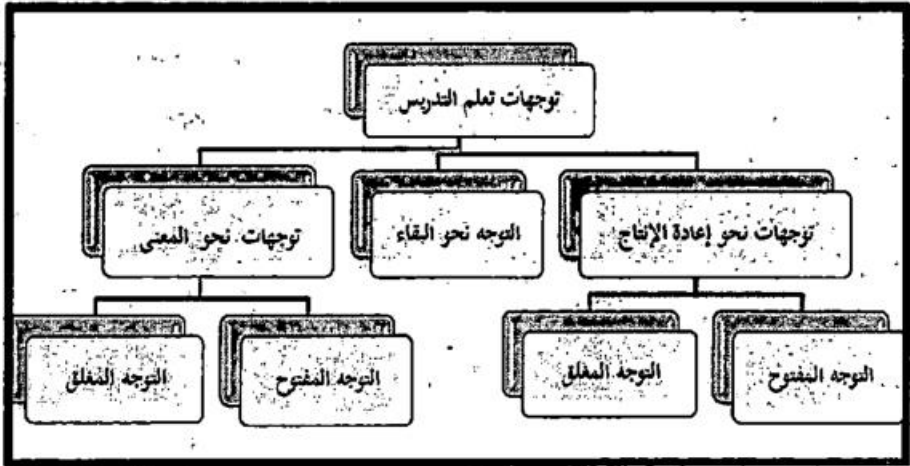 توجهات تعلم التدريس
توجهات نحو إعادة الإنتاج
التوجه نحو البقاء
توجهات نحو المعنى
التوجه المفتوح
التوجه المغلق
التوجه المفتوح
التوجه المغلق